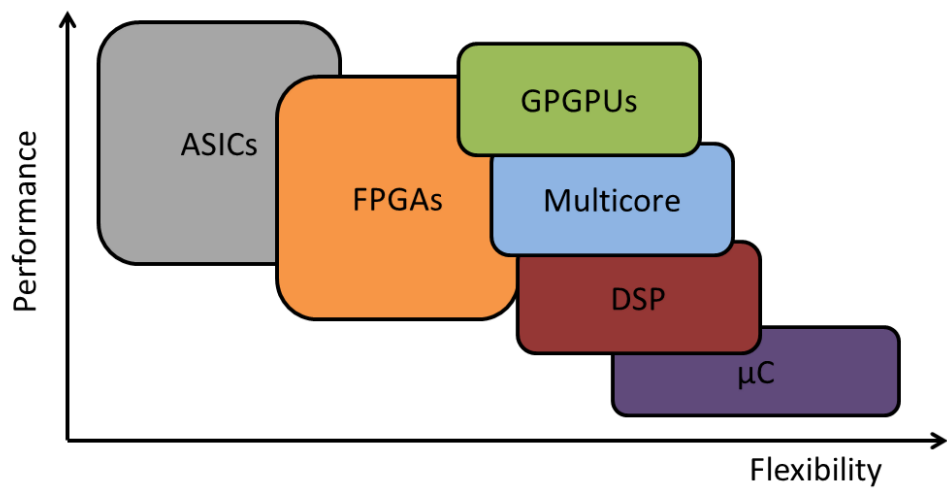 Performance
ASICs
FPGAs
GPGPUs
Multicore
DSP
μC
Flexibility